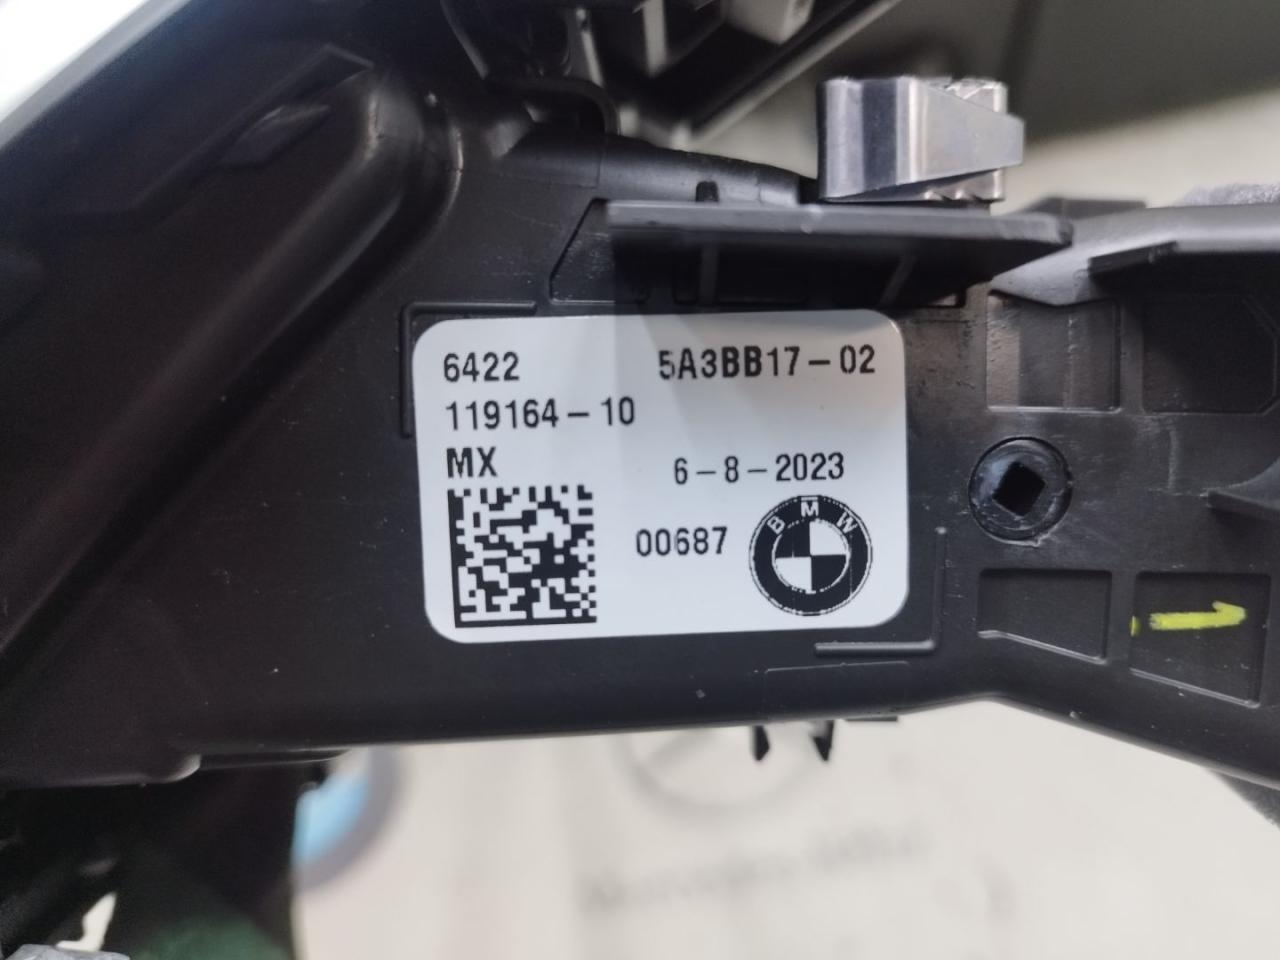 6422 5A3BB17-02
119164-10
MX 6-8-2023
00687
BMW